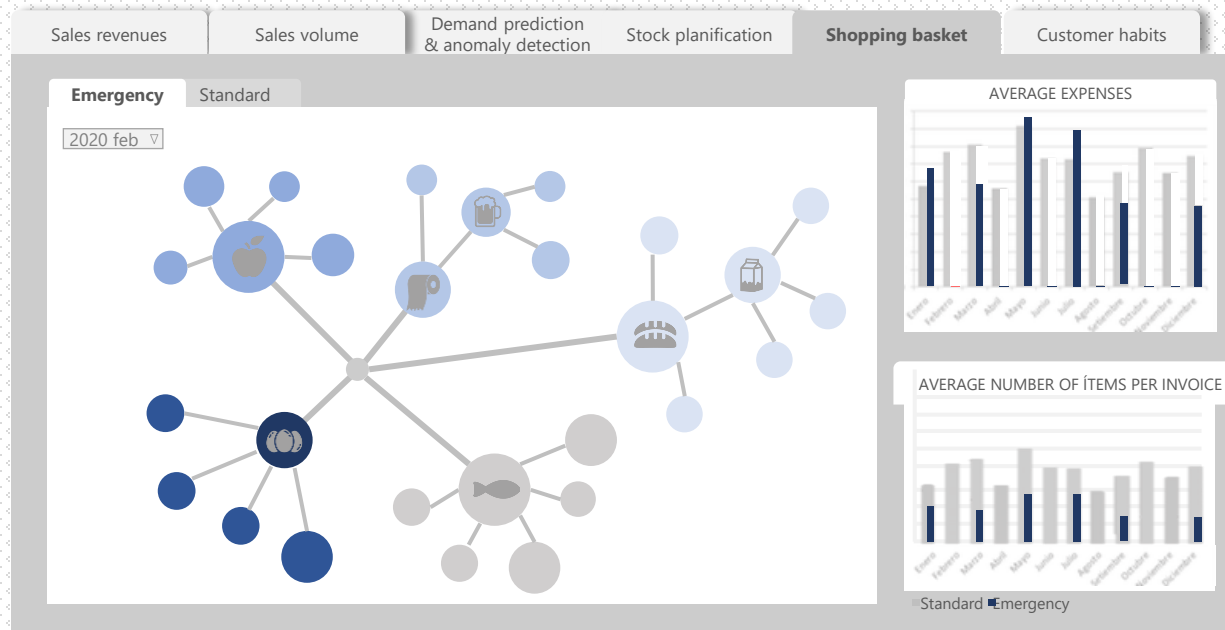 Sales revenues
Sales volume
Demand prediction
& anomaly detection
Stock planification
Shopping basket
Customer habits
Emergency
Standard
2020 feb
AVERAGE EXPENSES
Enero
Febrero
Marzo
Abril
Mayo
Junio
Julio
Agosto
Setiembre
Octubre
Noviembre
Diciembre
AVERAGE NUMBER OF ÍTEMS PER INVOICE
Enero
Febrero
Marzo
Abril
Mayo
Junio
Julio
Agosto
Setiembre
Octubre
Noviembre
Diciembre
Standard
Emergency